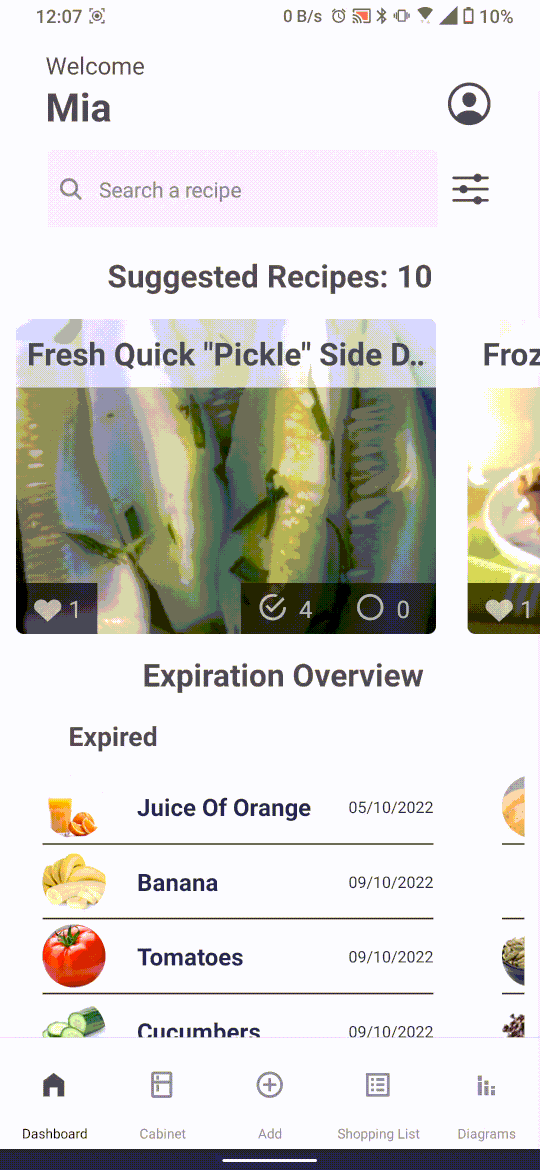 12:07 0 B/s 10%
Welcome
Mia
Search a recipe
Suggested Recipes: 10
Fresh Quick "Pickle" Side D.. Froz
1 4 0 1
Expiration Overview
Expired
Juice Of Orange 05/10/2022
Banana 09/10/2022
Tomatoes 09/10/2022
Cucumbers 09/10/2022
Dashboard Cabinet Add Shopping List Diagrams